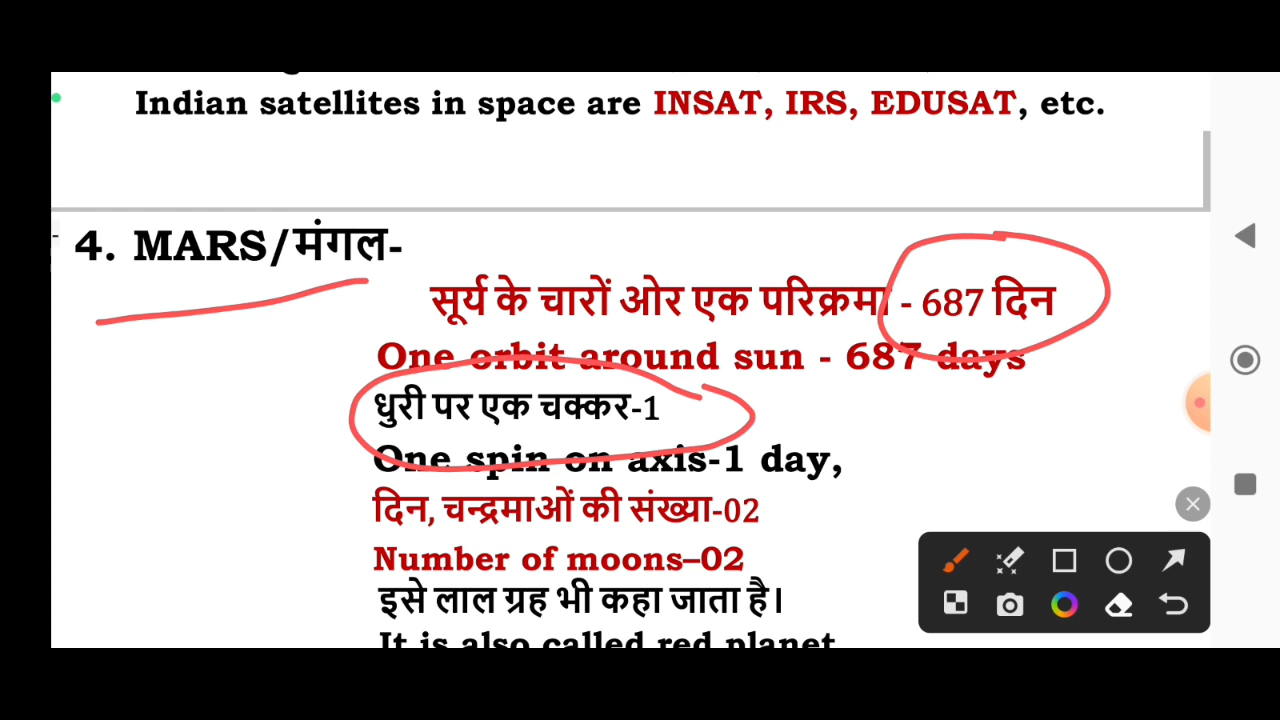 Indian satellites in space are INSAT, IRS, EDUSAT, etc.
4. MARS/मंगल-
सूर्य के चारों ओर एक परिक्रमा - 687 दिन
One orbit around sun - 687 days
धुरी पर एक चक्कर-1
One spin on axis-1 day,
दिन, चन्द्रमाओं की संख्या-02
Number of moons–02
इसे लाल ग्रह भी कहा जाता है।
It is also called red planet